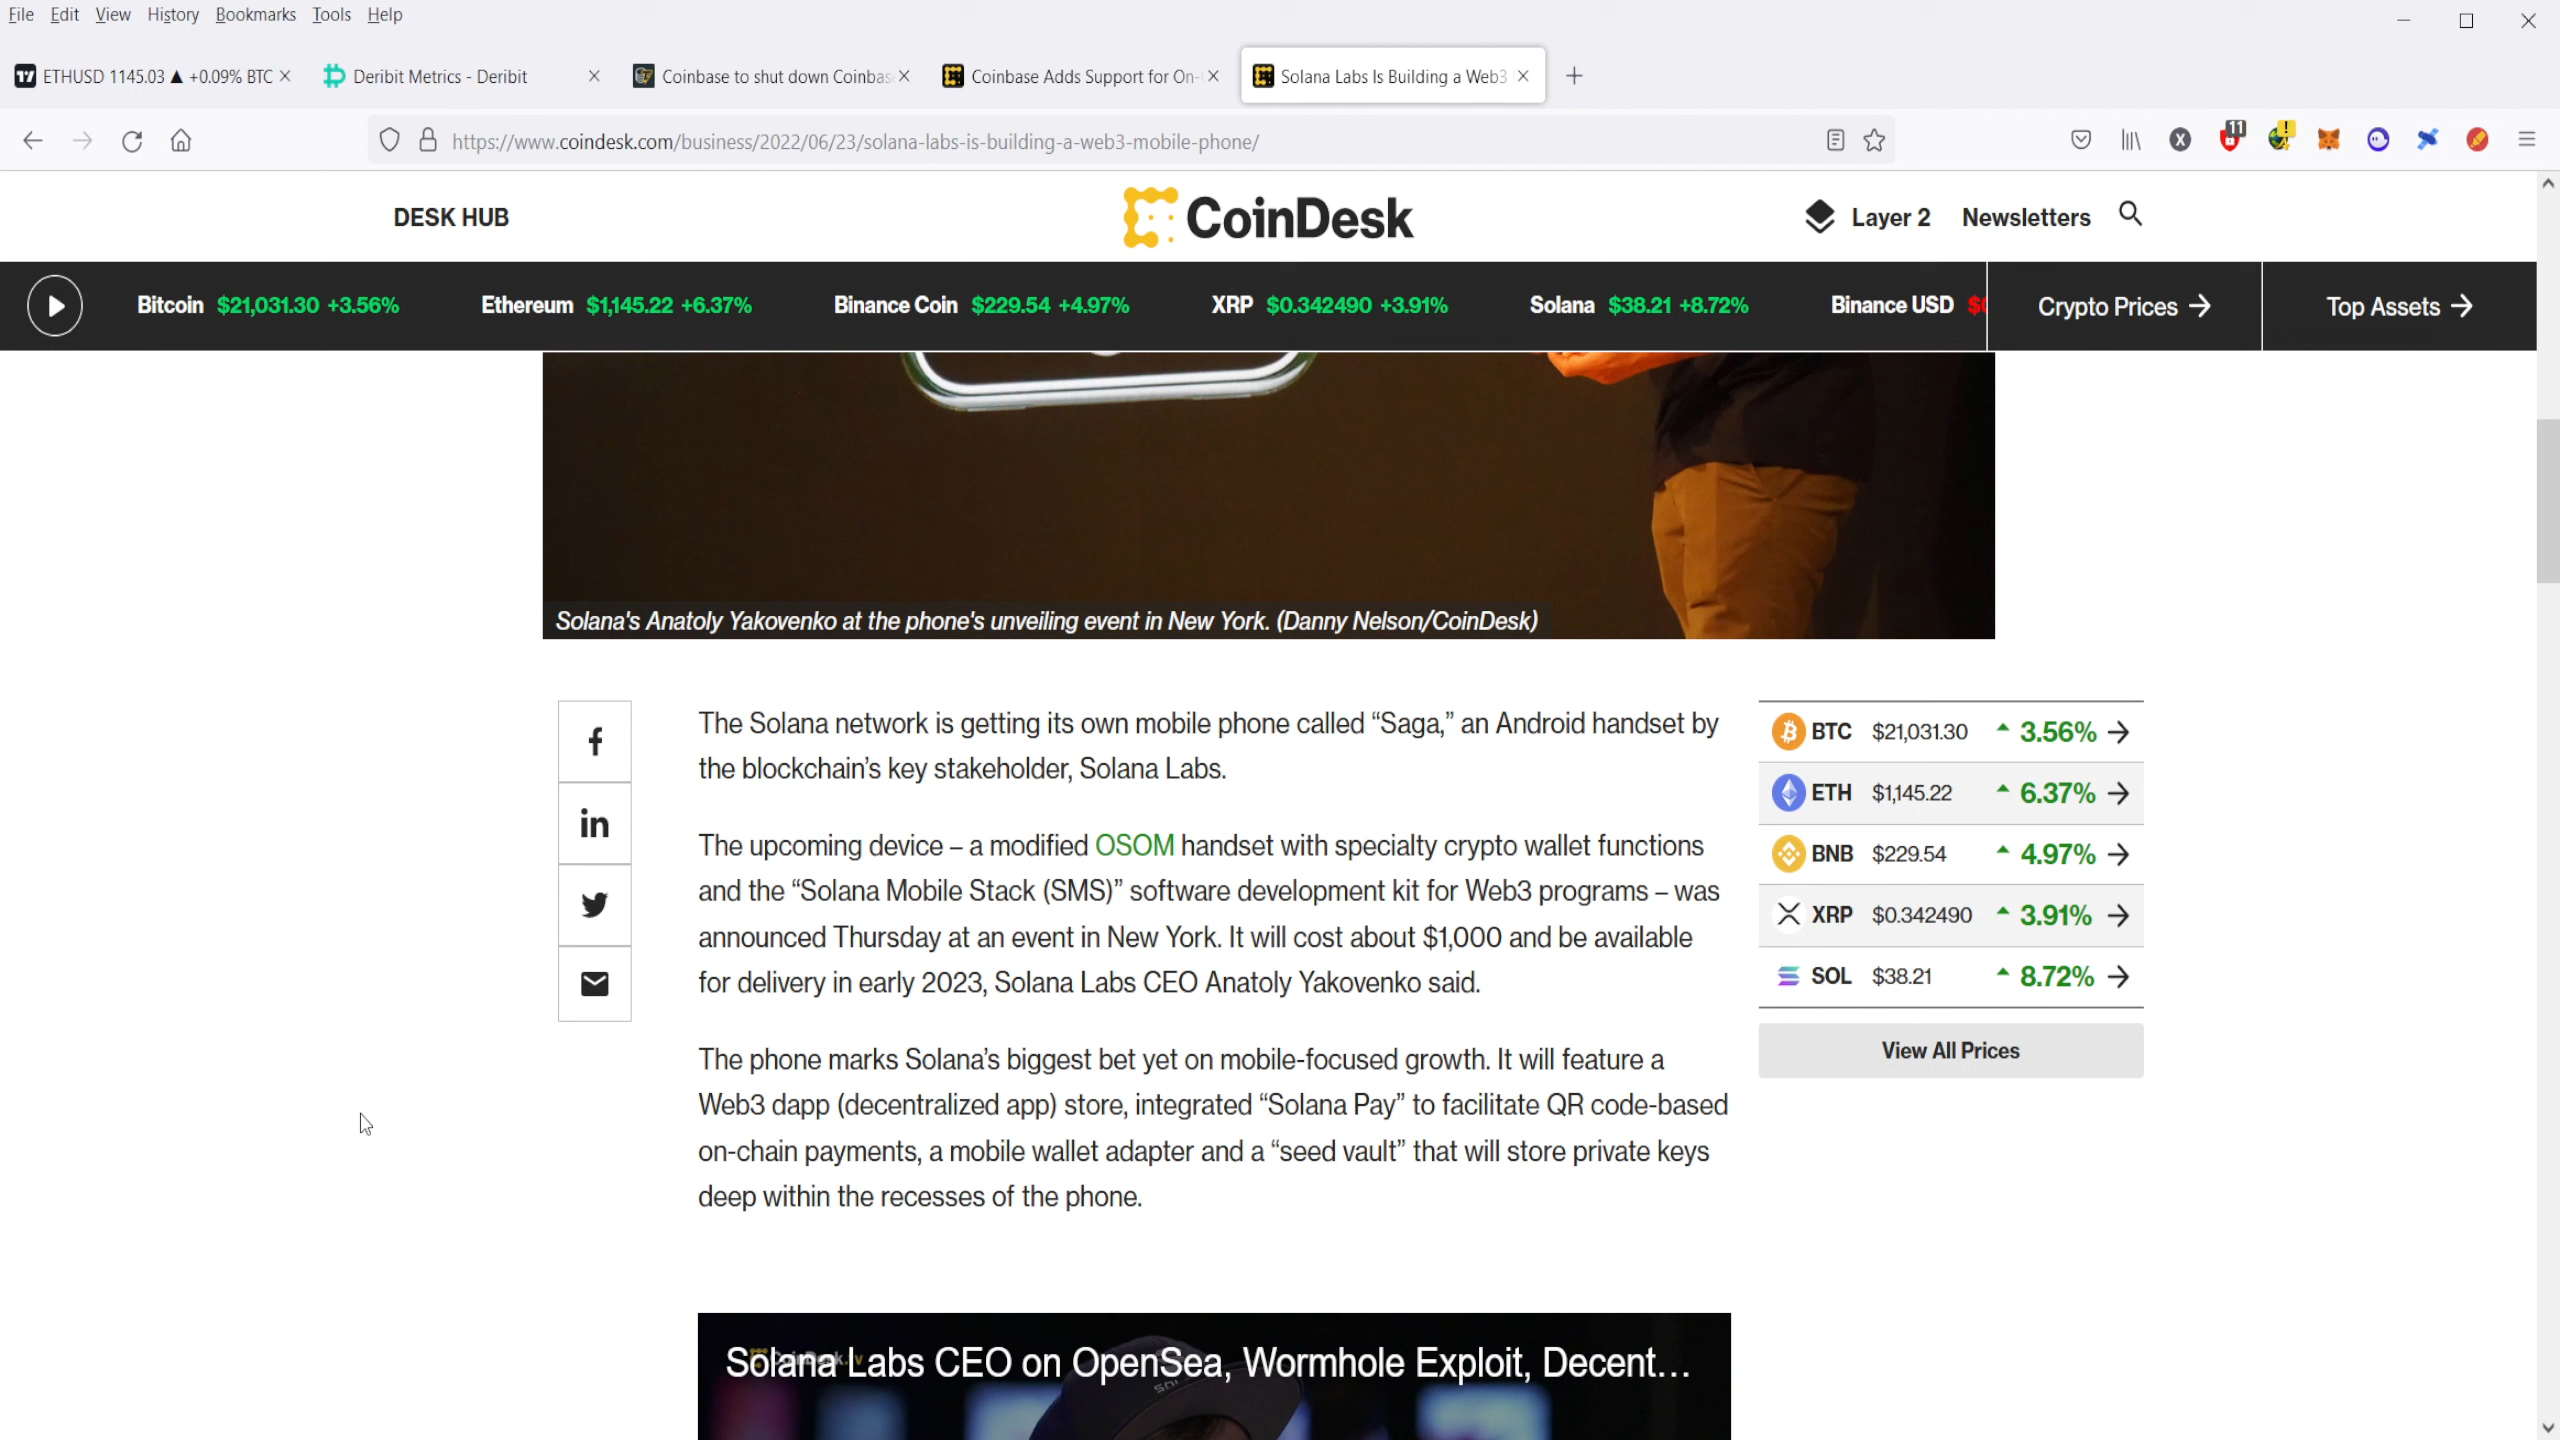 File Edit View History Bookmarks Tools Help
ETHUSD 1145.03 ▲ +0.09% BTC
Deribit Metrics - Deribit
Coinbase to shut down Coinbas
Coinbase Adds Support for On-
Solana Labs Is Building a Web3
https://www.coindesk.com/business/2022/06/23/solana-labs-is-building-a-web3-mobile-phone/
X
11
!
DESK HUB
CoinDesk
Layer 2 Newsletters
Bitcoin $21,031.30 +3.56% Ethereum $1,145.22 +6.37% Binance Coin $229.54 +4.97% XRP $0.342490 +3.91% Solana $38.21 +8.72% Binance USD Crypto Prices → Top Assets →
Solana's Anatoly Yakovenko at the phone's unveiling event in New York. (Danny Nelson/CoinDesk)
The Solana network is getting its own mobile phone called “Saga,” an Android handset by
the blockchain’s key stakeholder, Solana Labs.
The upcoming device – a modified OSOM handset with specialty crypto wallet functions
and the “Solana Mobile Stack (SMS)” software development kit for Web3 programs – was
announced Thursday at an event in New York. It will cost about $1,000 and be available
for delivery in early 2023, Solana Labs CEO Anatoly Yakovenko said.
The phone marks Solana’s biggest bet yet on mobile-focused growth. It will feature a
Web3 dapp (decentralized app) store, integrated “Solana Pay” to facilitate QR code-based
on-chain payments, a mobile wallet adapter and a “seed vault” that will store private keys
deep within the recesses of the phone.
BTC $21,031.30 3.56% →
ETH $1,145.22 6.37% →
BNB $229.54 4.97% →
XRP $0.342490 3.91% →
SOL $38.21 8.72% →
View All Prices
Solana Labs CEO on OpenSea, Wormhole Exploit, Decent...